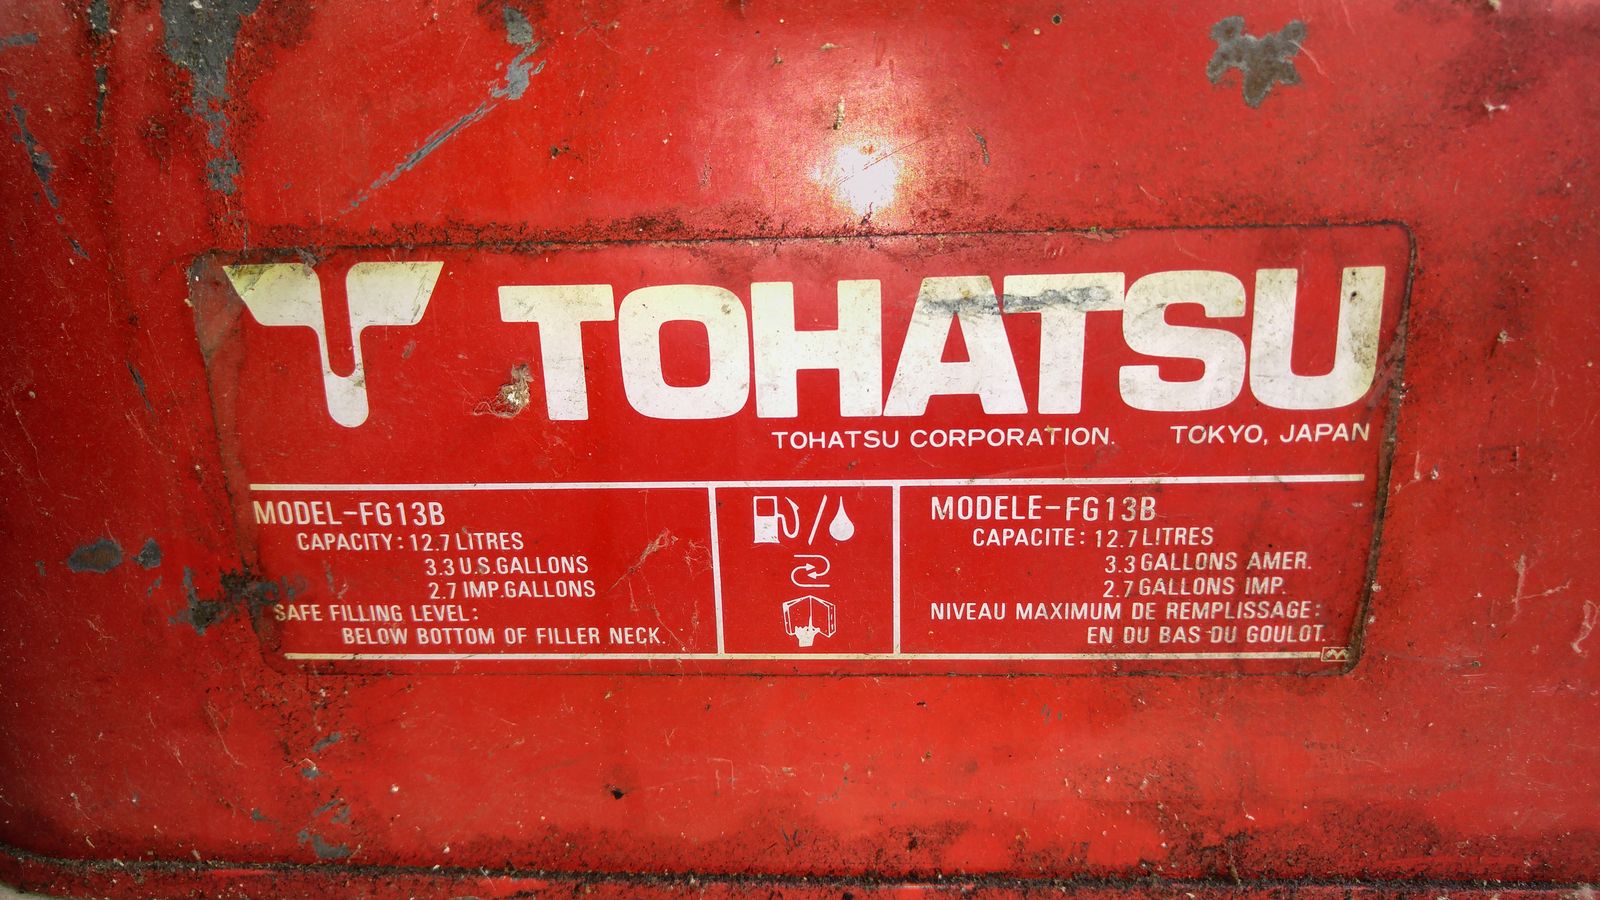 TOHATSU
TOHATSU CORPORATION. TOKYO, JAPAN
MODEL-FG13B
CAPACITY: 12.7 LITRES
3.3 U.S.GALLONS
2.7 IMP.GALLONS
SAFE FILLING LEVEL:
BELOW BOTTOM OF FILLER NECK.
MODELE-FG13B
CAPACITE: 12.7 LITRES
3.3 GALLONS AMER.
2.7 GALLONS IMP.
NIVEAU MAXIMUM DE REMPLISSAGE:
EN DU BAS DU GOULOT.